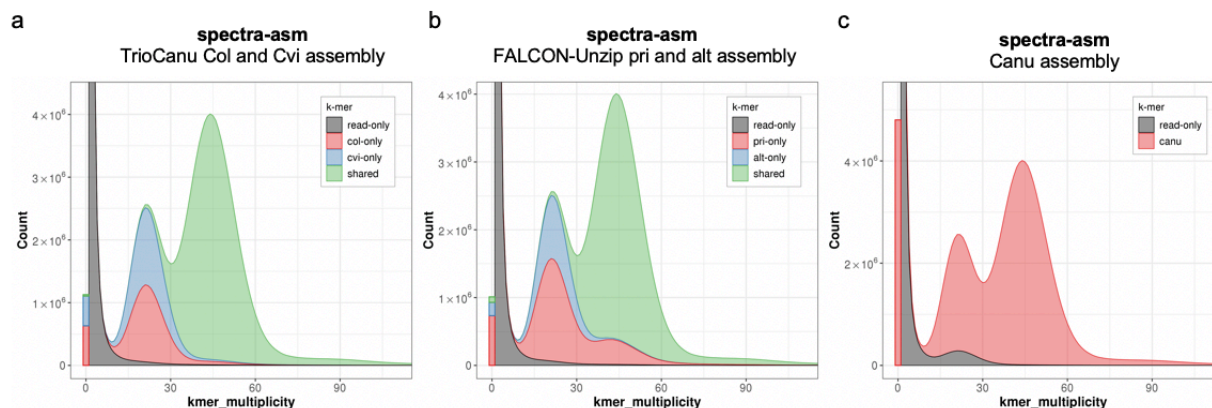 a
spectra-asm
TrioCanu Col and Cvi assembly
Count
4 × 10⁶
3 × 10⁶
2 × 10⁶
1 × 10⁶
0
k-mer
read-only
col-only
cvi-only
shared
0 30 60 90
kmer_multiplicity
b
spectra-asm
FALCON-Unzip pri and alt assembly
Count
4 × 10⁶
3 × 10⁶
2 × 10⁶
1 × 10⁶
0
k-mer
read-only
pri-only
alt-only
shared
0 30 60 90
kmer_multiplicity
c
spectra-asm
Canu assembly
Count
4 × 10⁶
2 × 10⁶
0
k-mer
read-only
canu
0 30 60 90
kmer_multiplicity